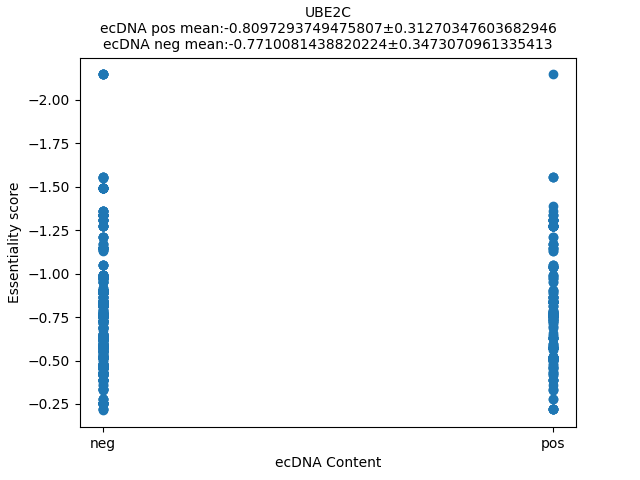 UBE2C
ecDNA pos mean:-0.8097293749475807±0.31270347603682946
ecDNA neg mean:-0.7710081438820224±0.3473070961335413
−2.00
−1.75
−1.50
−1.25
−1.00
−0.75
−0.50
−0.25
Essentiality score
neg
pos
ecDNA Content